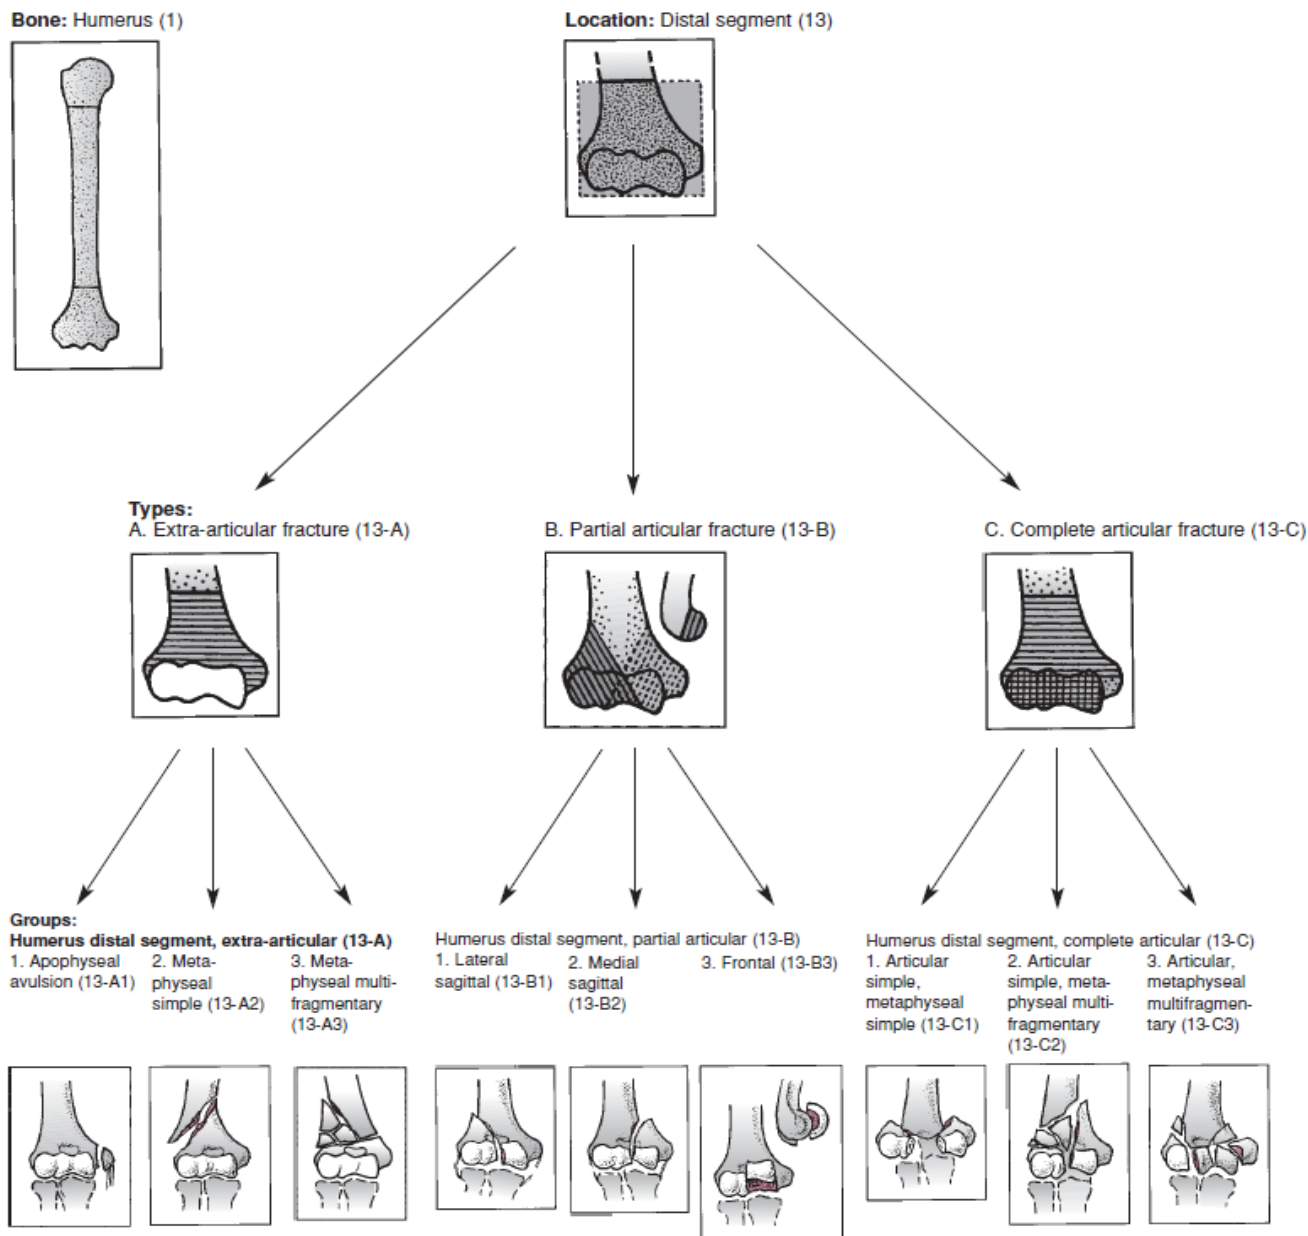 Bone: Humerus (1)
Location: Distal segment (13)
Types:
A. Extra-articular fracture (13-A)
B. Partial articular fracture (13-B)
C. Complete articular fracture (13-C)
Groups:
Humerus distal segment, extra-articular (13-A)
1. Apophyseal
avulsion (13-A1)
2. Meta-
physeal
simple (13-A2)
3. Meta-
physeal multi-
fragmentary
(13-A3)
Humerus distal segment, partial articular (13-B)
1. Lateral
sagittal (13-B1)
2. Medial
sagittal
(13-B2)
3. Frontal (13-B3)
Humerus distal segment, complete articular (13-C)
1. Articular
simple,
metaphyseal
simple (13-C1)
2. Articular
simple, meta-
physeal multi-
fragmentary
(13-C2)
3. Articular,
metaphyseal
multifragmen-
tary (13-C3)